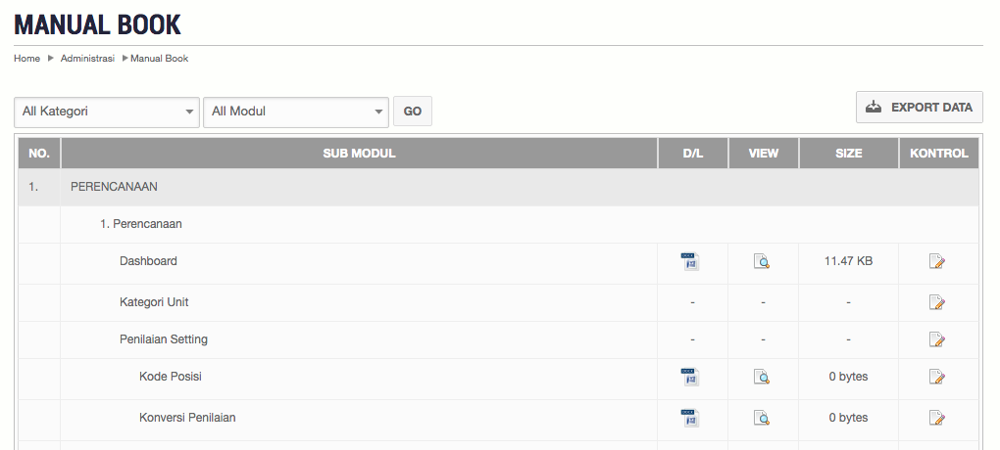 MANUAL BOOK
Home Administrasi Manual Book
All Kategori All Modul GO EXPORT DATA
NO. SUB MODUL D/L VIEW SIZE KONTROL
1. PERENCANAAN
1. Perencanaan
Dashboard 11.47 KB
Kategori Unit - - -
Penilaian Setting - - -
Kode Posisi 0 bytes
Konversi Penilaian 0 bytes